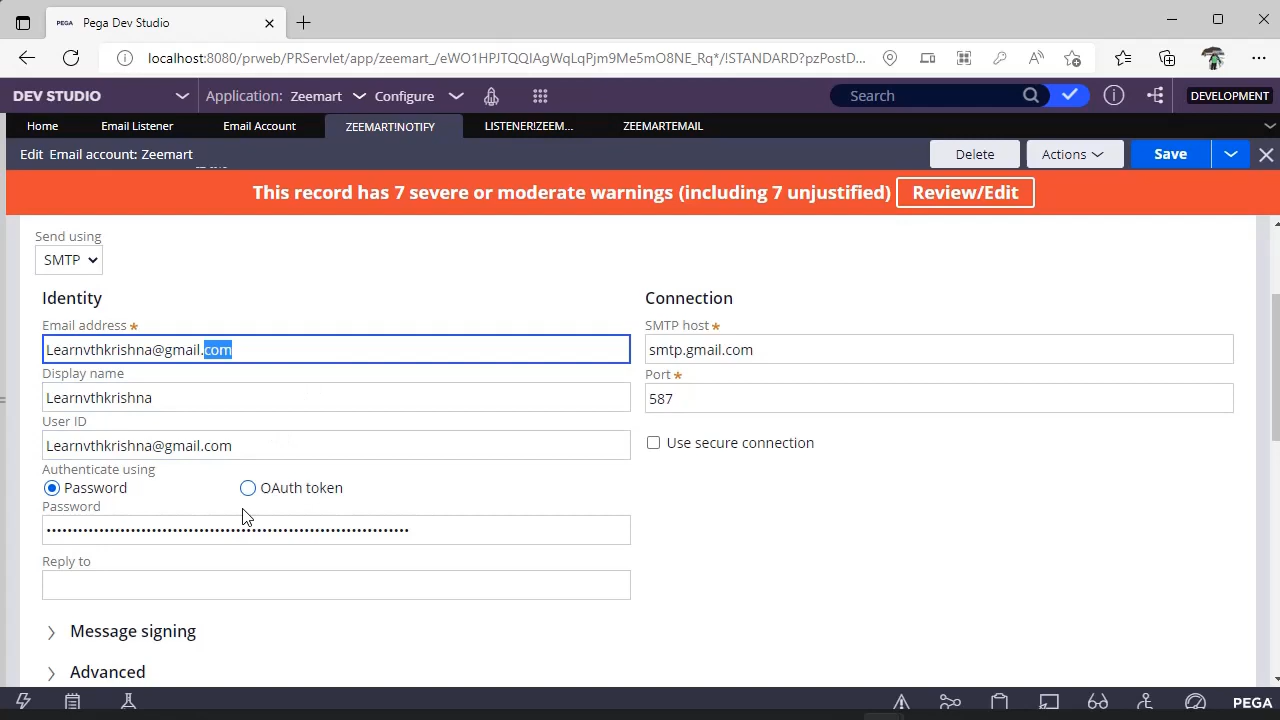 PEGA Pega Dev Studio
localhost:8080/prweb/PRServlet/app/zeemart_/eWO1HPJTQQIAgWqLqPjm9Me5mO8NE_Rq*/!STANDARD?pzPostD...
DEV STUDIO Application: Zeemart Configure Search DEVELOPMENT
Home Email Listener Email Account ZEEMART!NOTIFY LISTENER!ZEEM... ZEEMARTEMAIL
Edit Email account: Zeemart Delete Actions Save
This record has 7 severe or moderate warnings (including 7 unjustified) Review/Edit
Send using
SMTP
Identity Connection
Email address * SMTP host *
Learnvthkrishna@gmail.com smtp.gmail.com
Display name Port *
Learnvthkrishna 587
User ID
Learnvthkrishna@gmail.com Use secure connection
Authenticate using
Password OAuth token
Password
Reply to
Message signing
Advanced
PEGA